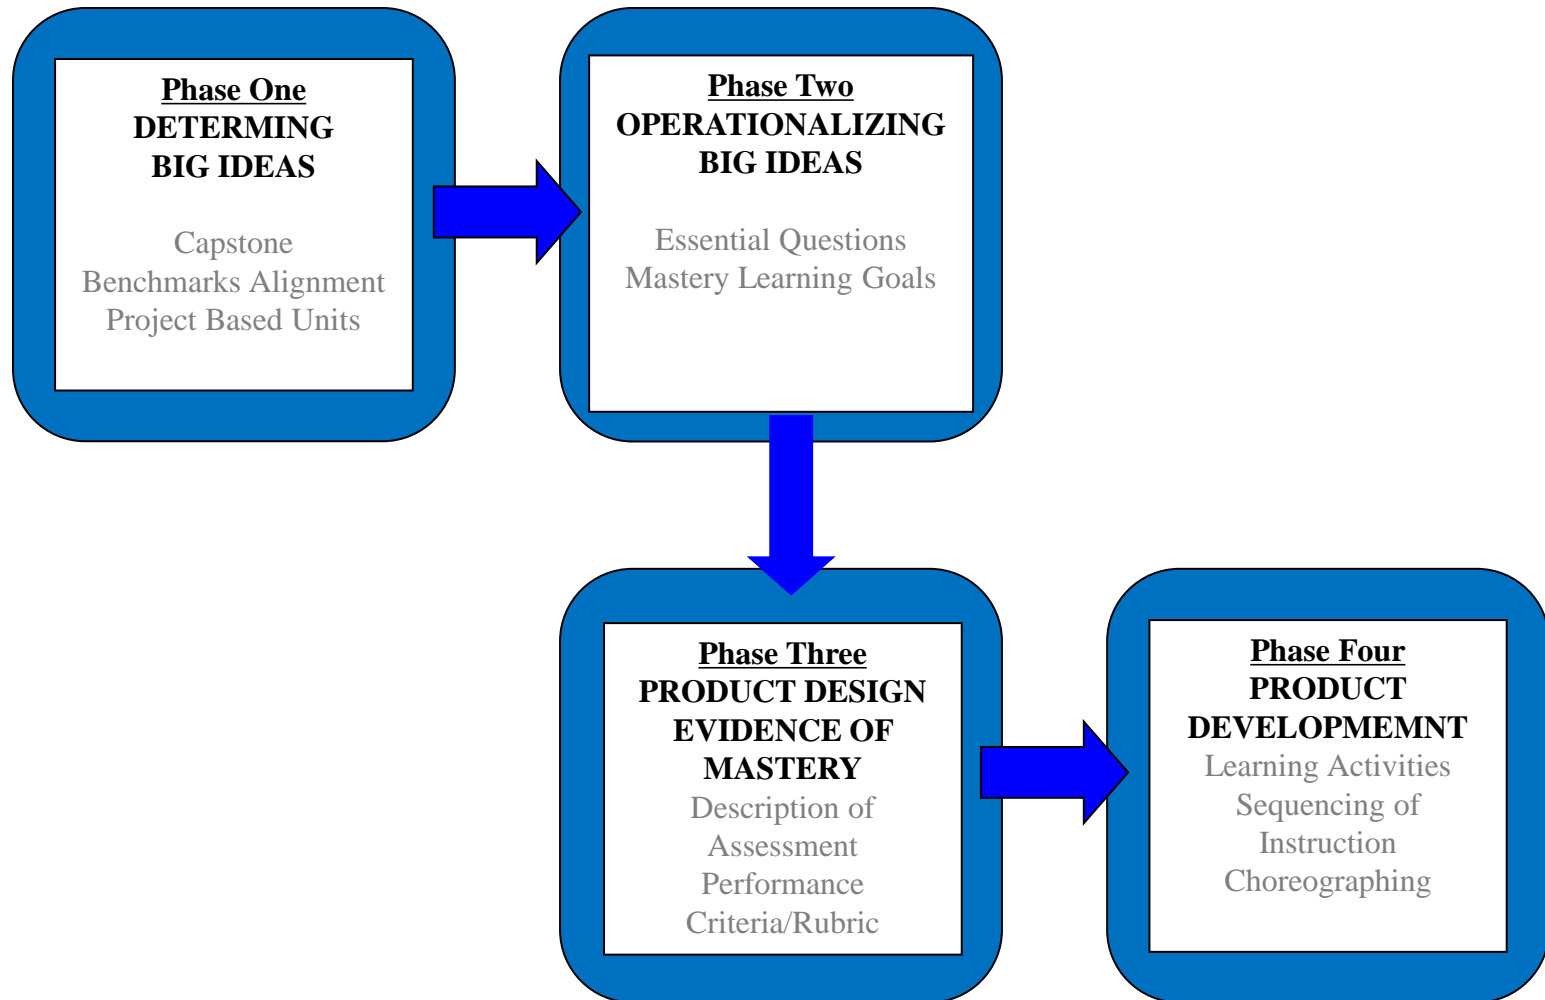 Phase One
DETERMING
BIG IDEAS
Capstone
Benchmarks Alignment
Project Based Units
Phase Two
OPERATIONALIZING
BIG IDEAS
Essential Questions
Mastery Learning Goals
Phase Three
PRODUCT DESIGN
EVIDENCE OF
MASTERY
Description of
Assessment
Performance
Criteria/Rubric
Phase Four
PRODUCT
DEVELOPMEMNT
Learning Activities
Sequencing of
Instruction
Choreographing